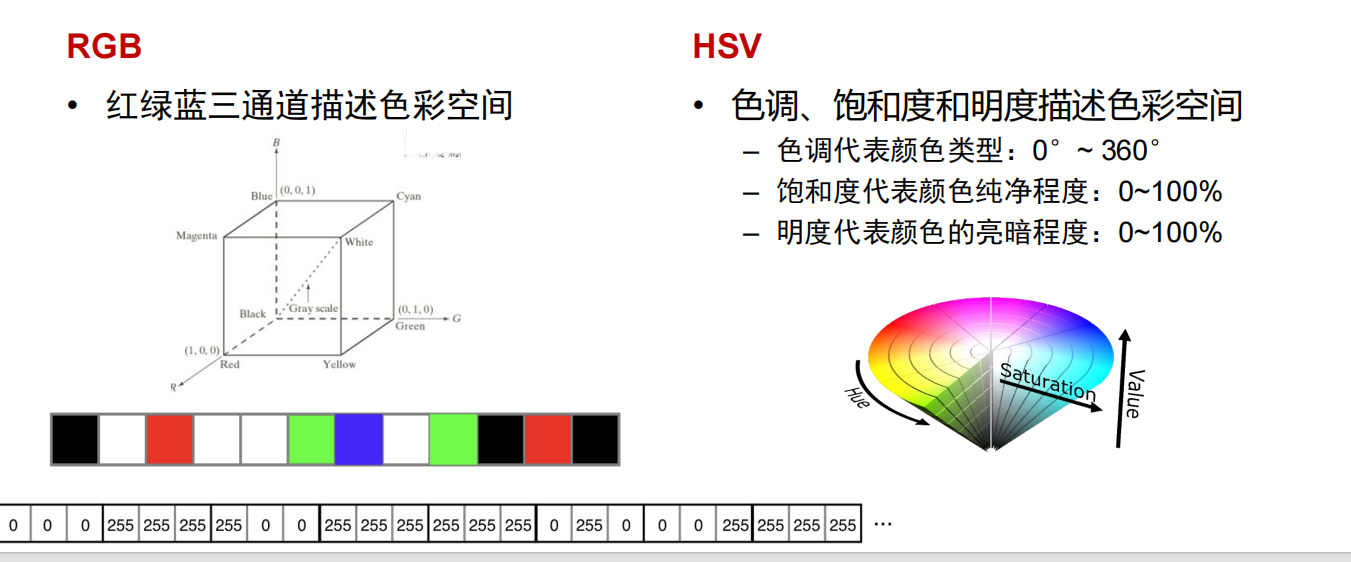 RGB
• 红绿蓝三通道描述色彩空间
B
Blue (0, 0, 1)
Cyan
Magenta
White
Gray scale
Black
(0, 1, 0)
G
Green
(1, 0, 0)
Red
Yellow
R
0 0 0 255 255 255 255 0 0 255 255 255 255 255 255 0 255 0 0 0 255 255 255 255 ...
HSV
• 色调、饱和度和明度描述色彩空间
– 色调代表颜色类型：0°~ 360°
– 饱和度代表颜色纯净程度：0~100%
– 明度代表颜色的亮暗程度：0~100%
Hue
Saturation
Value